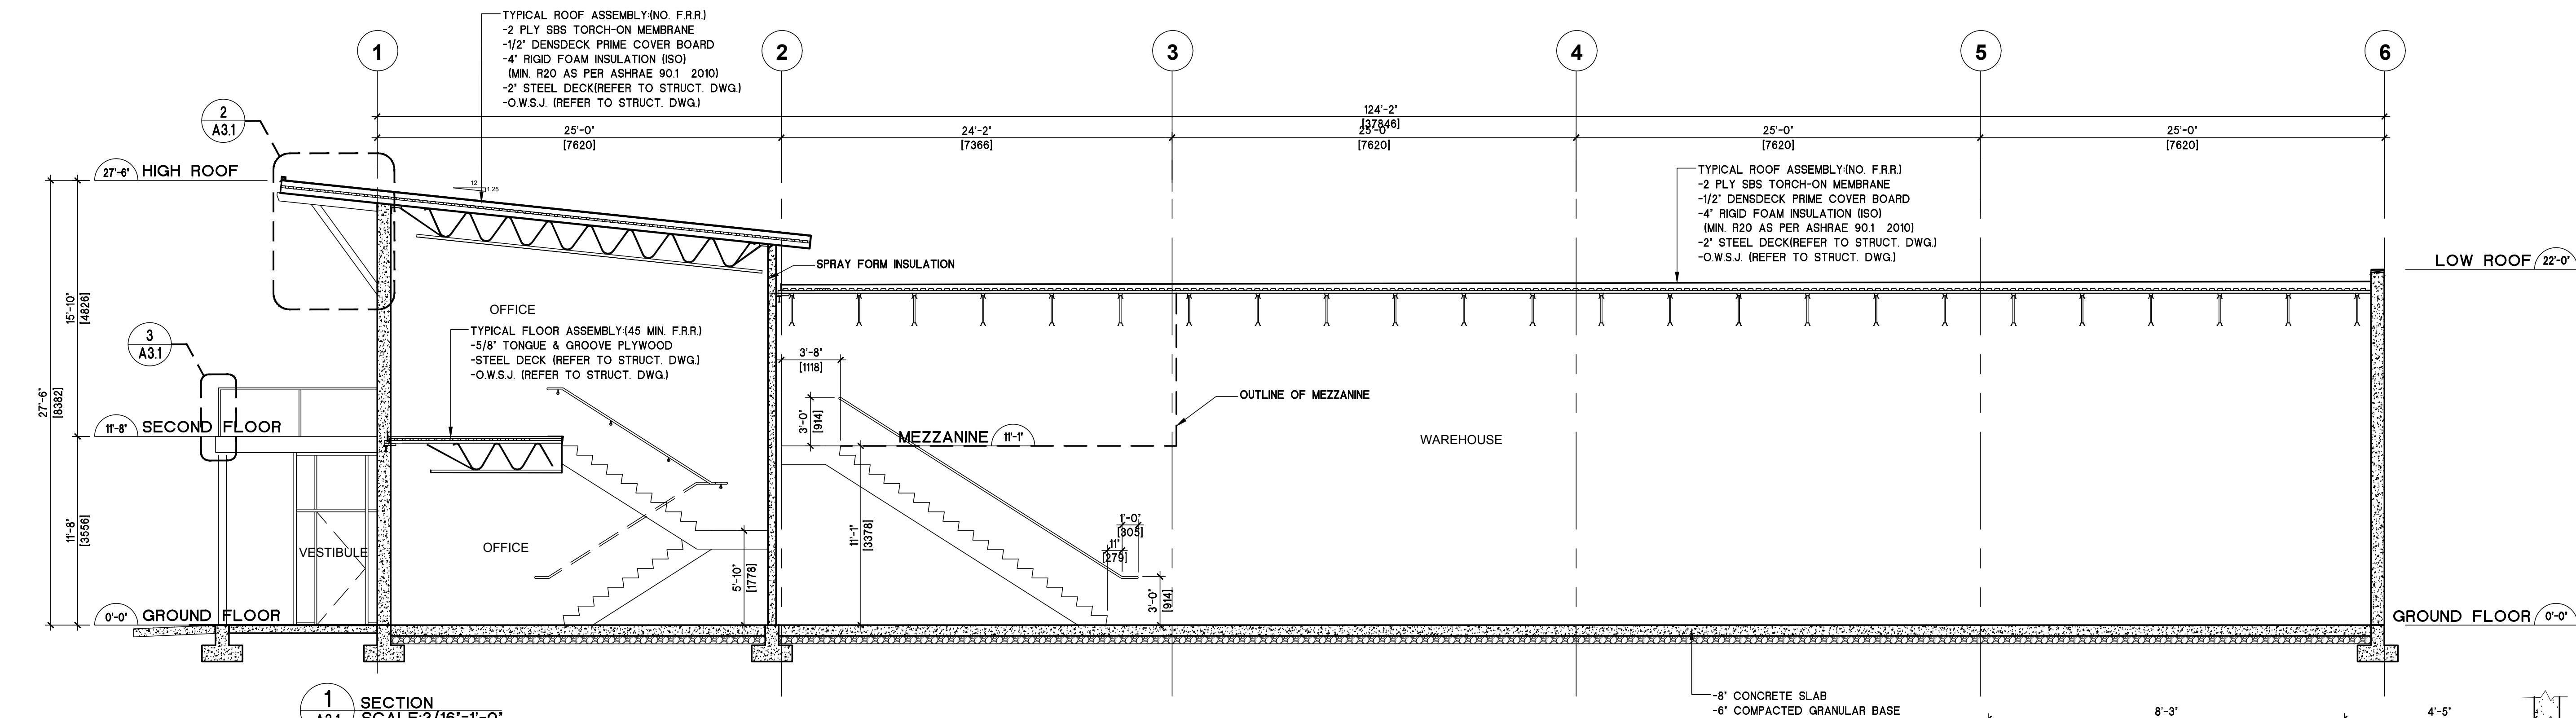 TYPICAL ROOF ASSEMBLY:(NO. F.R.R.)
-2 PLY SBS TORCH-ON MEMBRANE
-1/2" DENSDECK PRIME COVER BOARD
-4" RIGID FOAM INSULATION (ISO)
(MIN. R20 AS PER ASHRAE 90.1 2010)
-2" STEEL DECK(REFER TO STRUCT. DWG.)
-O.W.S.J. (REFER TO STRUCT. DWG.)
1
2
3
4
5
6
124'-2"
[37846]
25'-0"
[7620]
24'-2"
[7366]
25'-0"
[7620]
25'-0"
[7620]
25'-0"
[7620]
2
A3.1
27'-6" HIGH ROOF
12
1.25
TYPICAL ROOF ASSEMBLY:(NO. F.R.R.)
-2 PLY SBS TORCH-ON MEMBRANE
-1/2" DENSDECK PRIME COVER BOARD
-4" RIGID FOAM INSULATION (ISO)
(MIN. R20 AS PER ASHRAE 90.1 2010)
-2" STEEL DECK(REFER TO STRUCT. DWG.)
-O.W.S.J. (REFER TO STRUCT. DWG.)
SPRAY FORM INSULATION
LOW ROOF 22'-0"
15'-10"
[4826]
OFFICE
3
A3.1
TYPICAL FLOOR ASSEMBLY:(45 MIN. F.R.R.)
-5/8" TONGUE & GROOVE PLYWOOD
-STEEL DECK (REFER TO STRUCT. DWG.)
-O.W.S.J. (REFER TO STRUCT. DWG.)
3'-8"
[1118]
OUTLINE OF MEZZANINE
27'-6"
[8382]
3'-0"
[914]
11'-8" SECOND FLOOR
MEZZANINE 11'-1"
WAREHOUSE
11'-8"
[3556]
VESTIBULE
OFFICE
5'-10"
[1778]
11'-1"
[3378]
1'-0"
[305]
11"
[279]
3'-0"
[914]
0'-0" GROUND FLOOR
GROUND FLOOR 0'-0"
1
A3.1
SECTION
SCALE:3/16"=1'-0"
-8" CONCRETE SLAB
-6" COMPACTED GRANULAR BASE
8'-3"
4'-5"